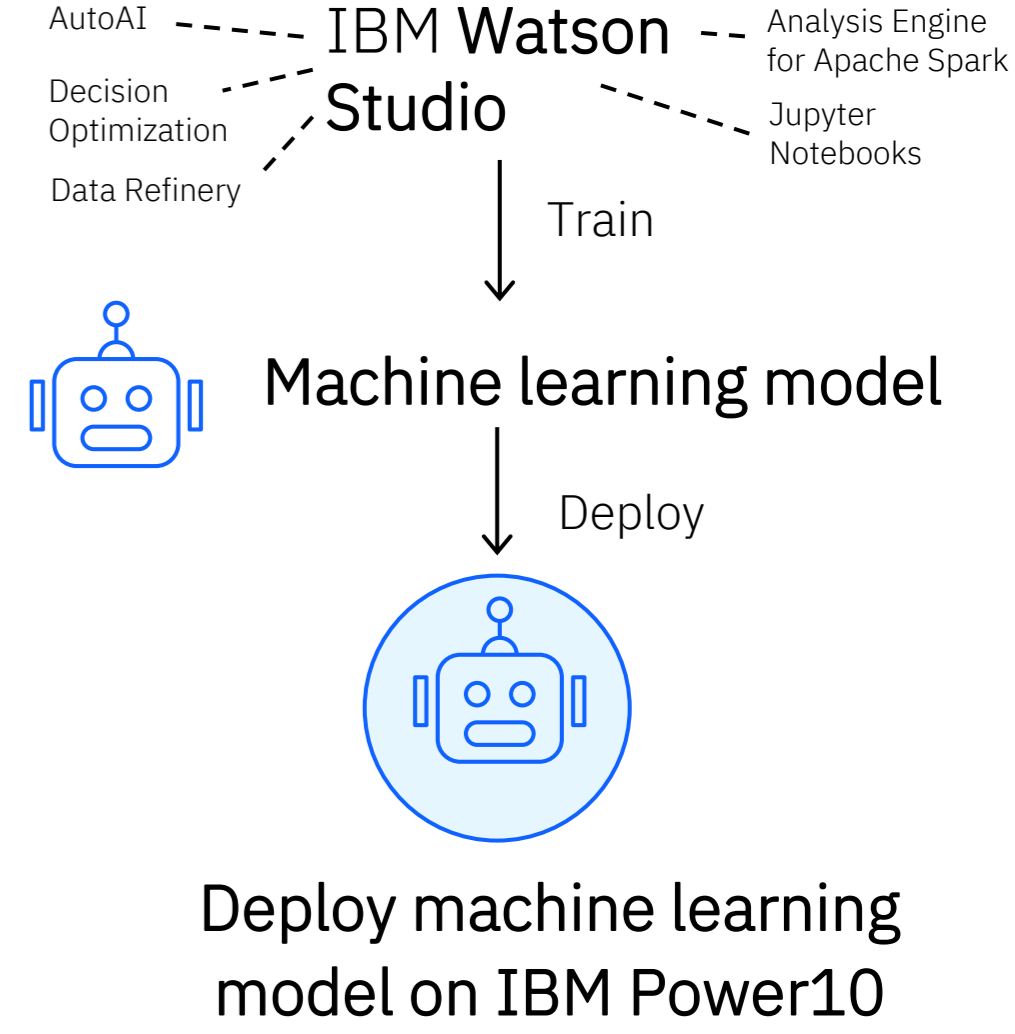 AutoAI
Decision
Optimization
Data Refinery
IBM Watson
Studio
Analysis Engine
for Apache Spark
Jupyter
Notebooks
Train
Machine learning model
Deploy
Deploy machine learning
model on IBM Power10